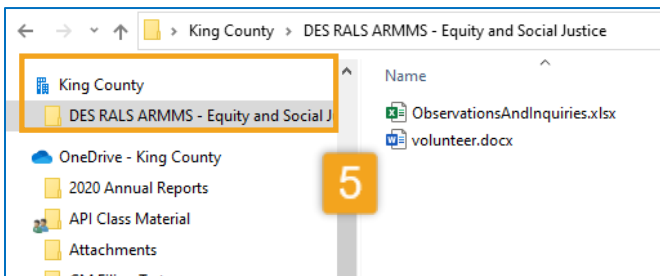 King County > DES RALS ARMMS - Equity and Social Justice
King County
DES RALS ARMMS - Equity and Social J
OneDrive - King County
2020 Annual Reports
API Class Material
Attachments
Name
ObservationsAndInquiries.xlsx
volunteer.docx
5